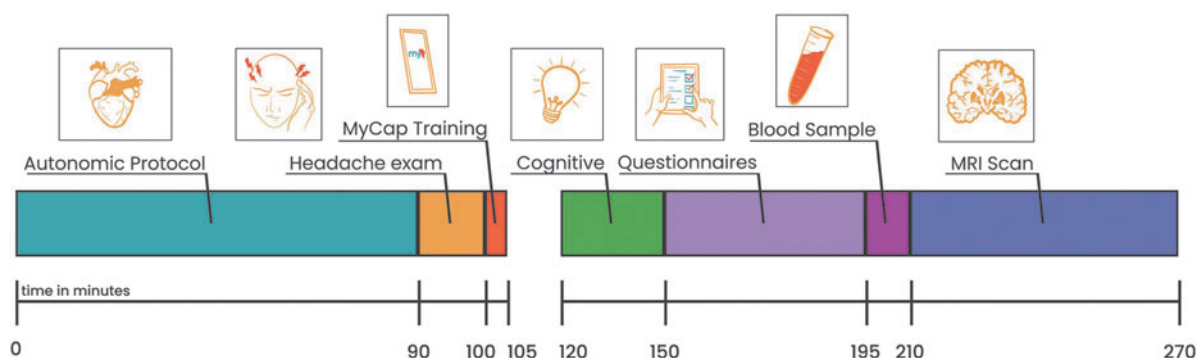 my
MyCap Training
Blood Sample
Autonomic Protocol
Headache exam
Cognitive
Questionnaires
MRI Scan
time in minutes
0 90 100 105 120 150 195 210 270